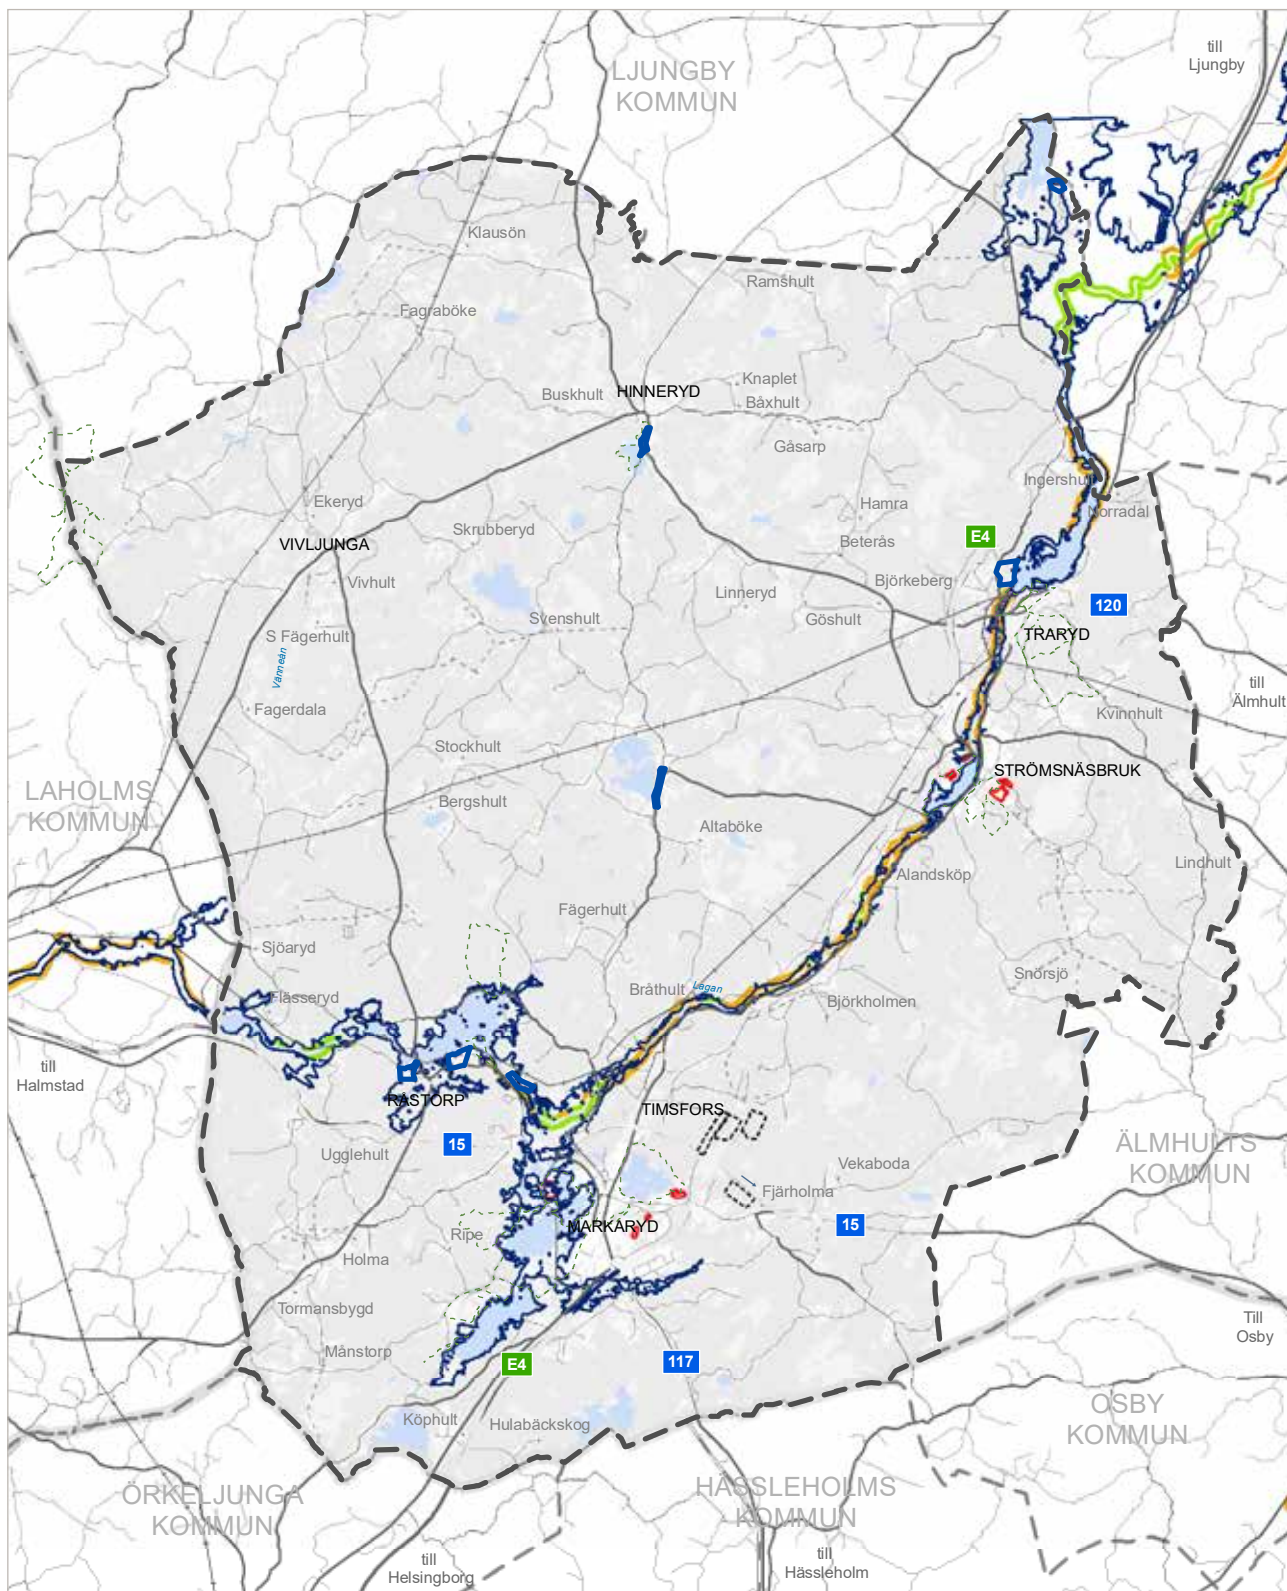 till
Ljungby
LJUNGBY
KOMMUN
Klausön
Ramshult
Fagraböke
Knaplet
HINNERYD
Buskhult
Båxhult
Gåsarp
Ingershult
Ekeryd
Hamra
Norradal
Skrubberyd
E4
VIVLJUNGA
Beterås
Vivhult
Björkeberg
Linneryd
120
Svenshult
Göshult
S Fägerhult
TRARYD
Vänneån
till
Älmhult
Fagerdala
Kvinnhult
Stockhult
STRÖMSNÄSBRUK
LAHOLMS
KOMMUN
Bergshult
Altaböke
Lindhult
Alandsköp
Fägerhult
Sjöaryd
Snörsjö
Bråthult
Lagan
Flässeryd
Björkholmen
till
Halmstad
RÅSTORP
TIMSFORS
15
ÄLMHULTS
KOMMUN
Ugglehult
Vekaboda
Fjärholma
MARKARYD
15
Ripe
Holma
Tormansbygd
Till
Osby
Månstorp
E4
117
OSBY
KOMMUN
Köphult
Hulabäckskog
ÖRKELJUNGA
KOMMUN
HÄSSLEHOLMS
KOMMUN
till
Helsingborg
till
Hässleholm